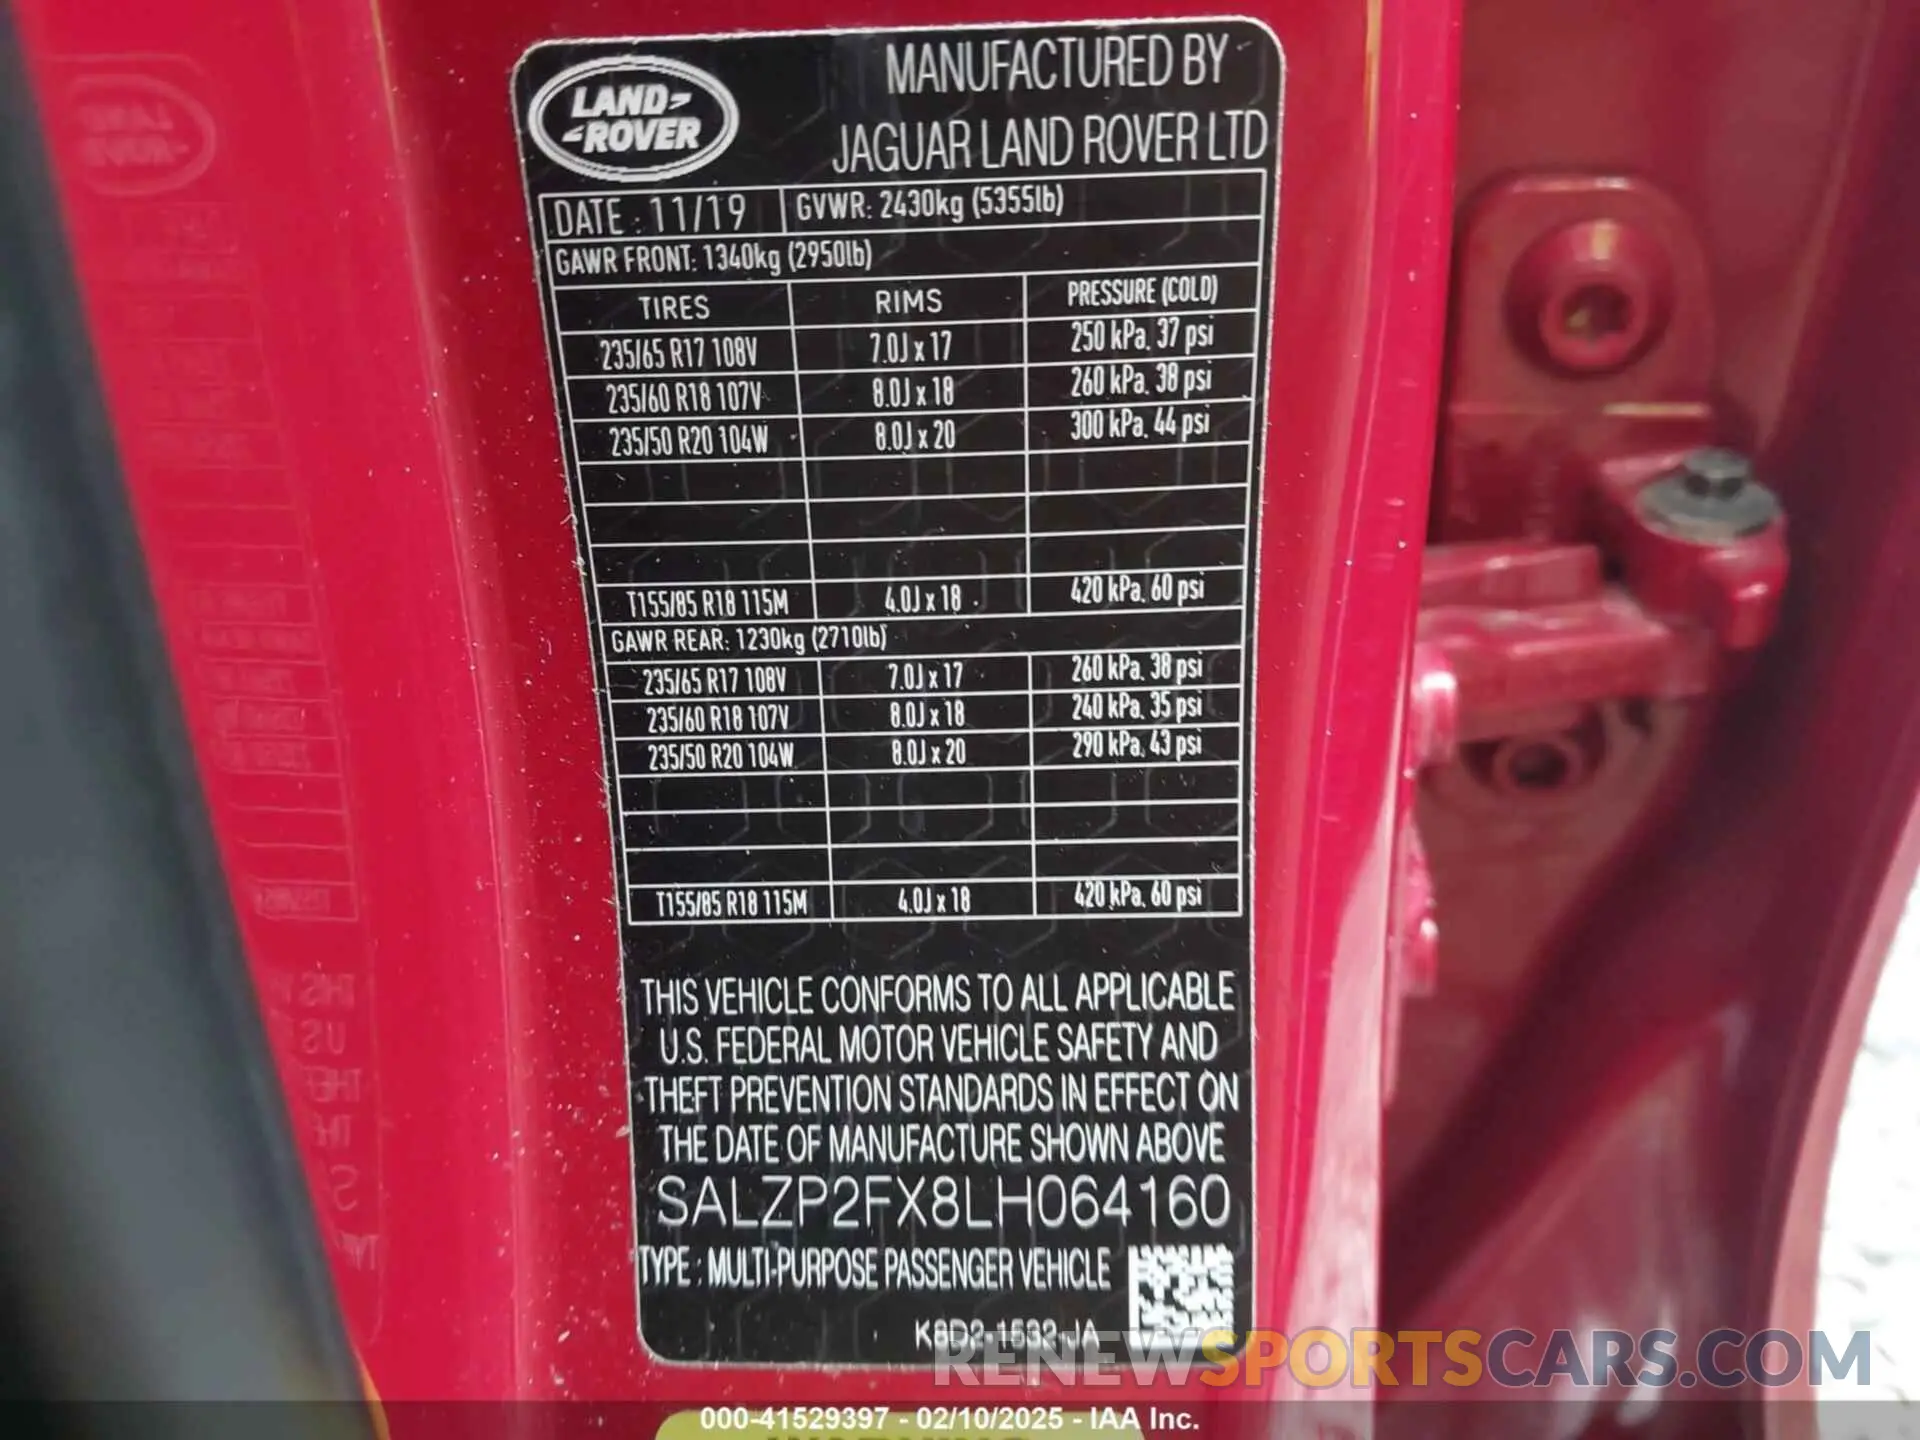 LAND
ROVER
MANUFACTURED BY
JAGUAR LAND ROVER LTD
DATE : 11/19 GVWR: 2430kg (5355lb)
GAWR FRONT: 1340kg (2950lb)
TIRES RIMS PRESSURE (COLD)
235/65 R17 108V 7.0J x 17 250 kPa. 37 psi
235/60 R18 107V 8.0J x 18 260 kPa. 38 psi
235/50 R20 104W 8.0J x 20 300 kPa. 44 psi
T155/85 R18 115M 4.0J x 18 420 kPa. 60 psi
GAWR REAR: 1230kg (2710lb)
235/65 R17 108V 7.0J x 17 260 kPa. 38 psi
235/60 R18 107V 8.0J x 18 240 kPa. 35 psi
235/50 R20 104W 8.0J x 20 290 kPa. 43 psi
T155/85 R18 115M 4.0J x 18 420 kPa. 60 psi
THIS VEHICLE CONFORMS TO ALL APPLICABLE
U.S. FEDERAL MOTOR VEHICLE SAFETY AND
THEFT PREVENTION STANDARDS IN EFFECT ON
THE DATE OF MANUFACTURE SHOWN ABOVE
SALZP2FX8LH064160
TYPE : MULTI-PURPOSE PASSENGER VEHICLE
K8D2-1532-JA
RENEWSPORTSCARS.COM
000-41529397 - 02/10/2025 - IAA Inc.